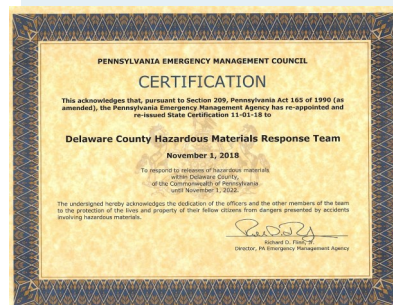 PENNSYLVANIA EMERGENCY MANAGEMENT COUNCIL
CERTIFICATION
This acknowledges that, pursuant to Section 209, Pennsylvania Act 165 of 1990 (as
amended), the Pennsylvania Emergency Management Agency has re-appointed and
re-issued State Certification 11-01-18 to
Delaware County Hazardous Materials Response Team
November 1, 2018
To respond to releases of hazardous materials
within Delaware County,
of the Commonwealth of Pennsylvania
until November 1, 2022.
The undersigned hereby acknowledges the dedication of the officers and the other members of the team
to the protection of the lives and property of their fellow citizens from dangers presented by accidents
involving hazardous materials.
Richard D. Flinn, Jr.
Director, PA Emergency Management Agency